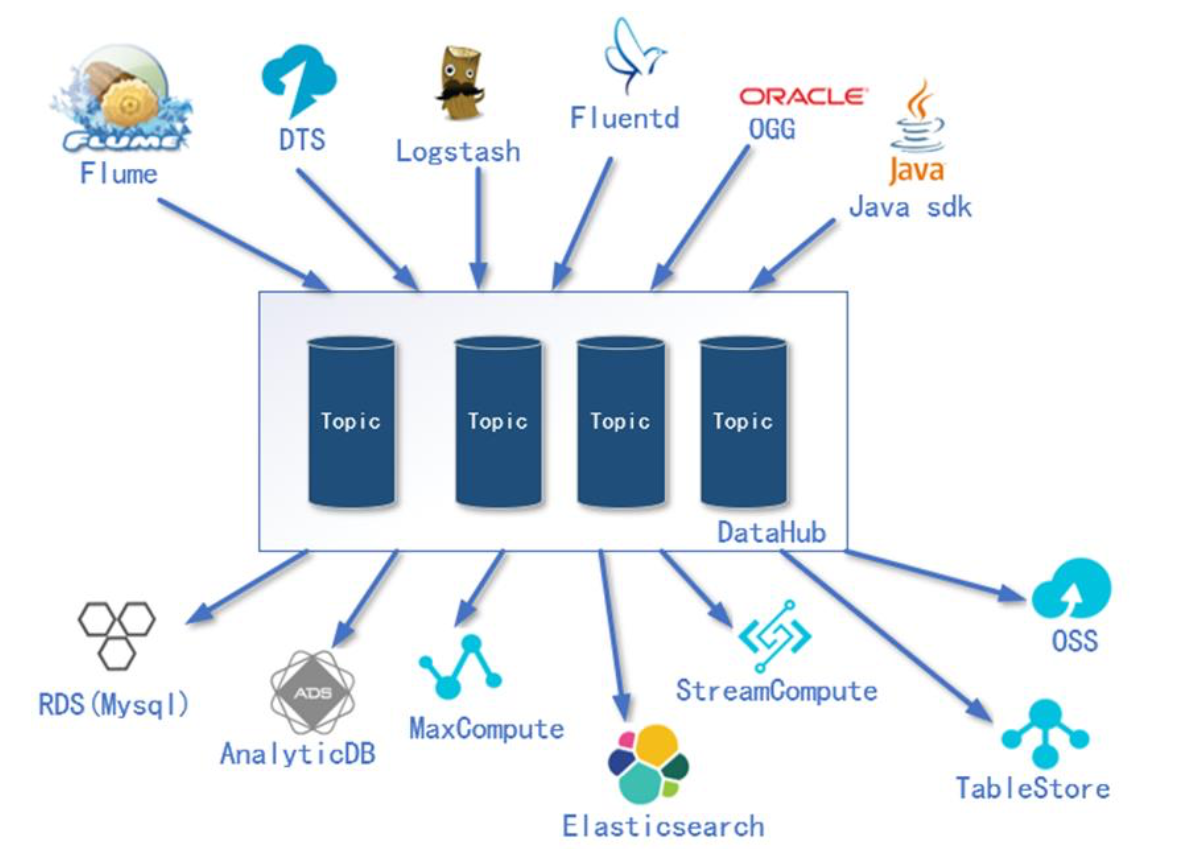 FLUME
Flume
DTS
Logstash
Fluentd
ORACLE
OGG
Java
Java sdk
Topic
Topic
Topic
Topic
DataHub
RDS(Mysql)
ADS
AnalyticDB
MaxCompute
Elasticsearch
StreamCompute
OSS
TableStore